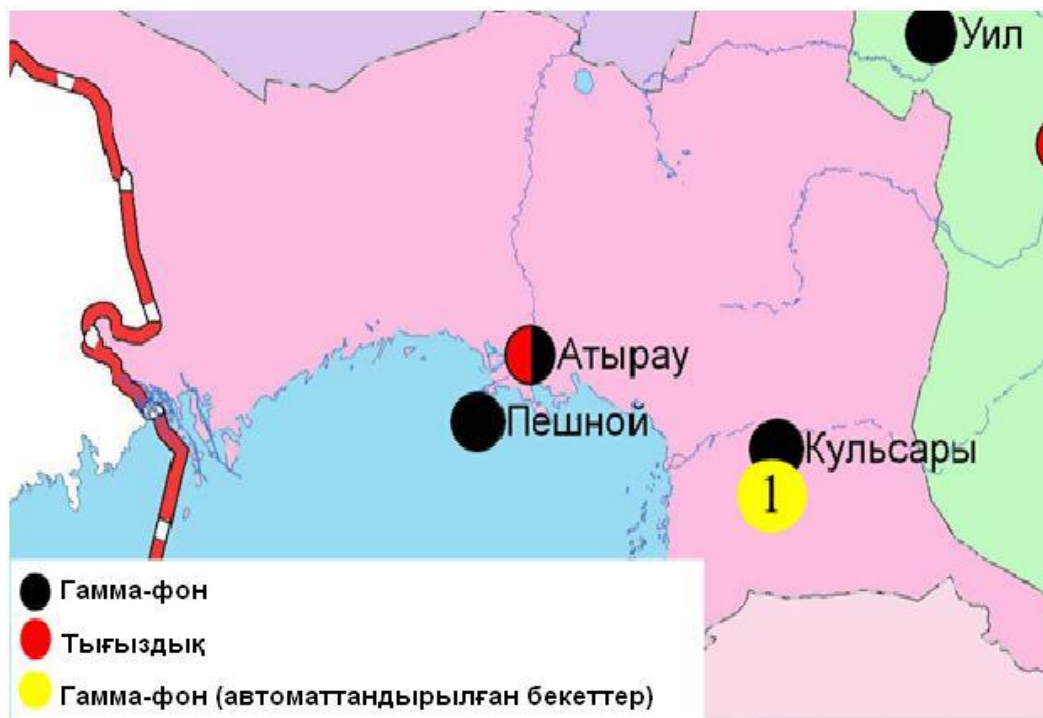 Уил
Атырау
Пешной
Кульсары
1
Гамма-фон
Тығыздық
Гамма-фон (автоматтандырылған бекеттер)